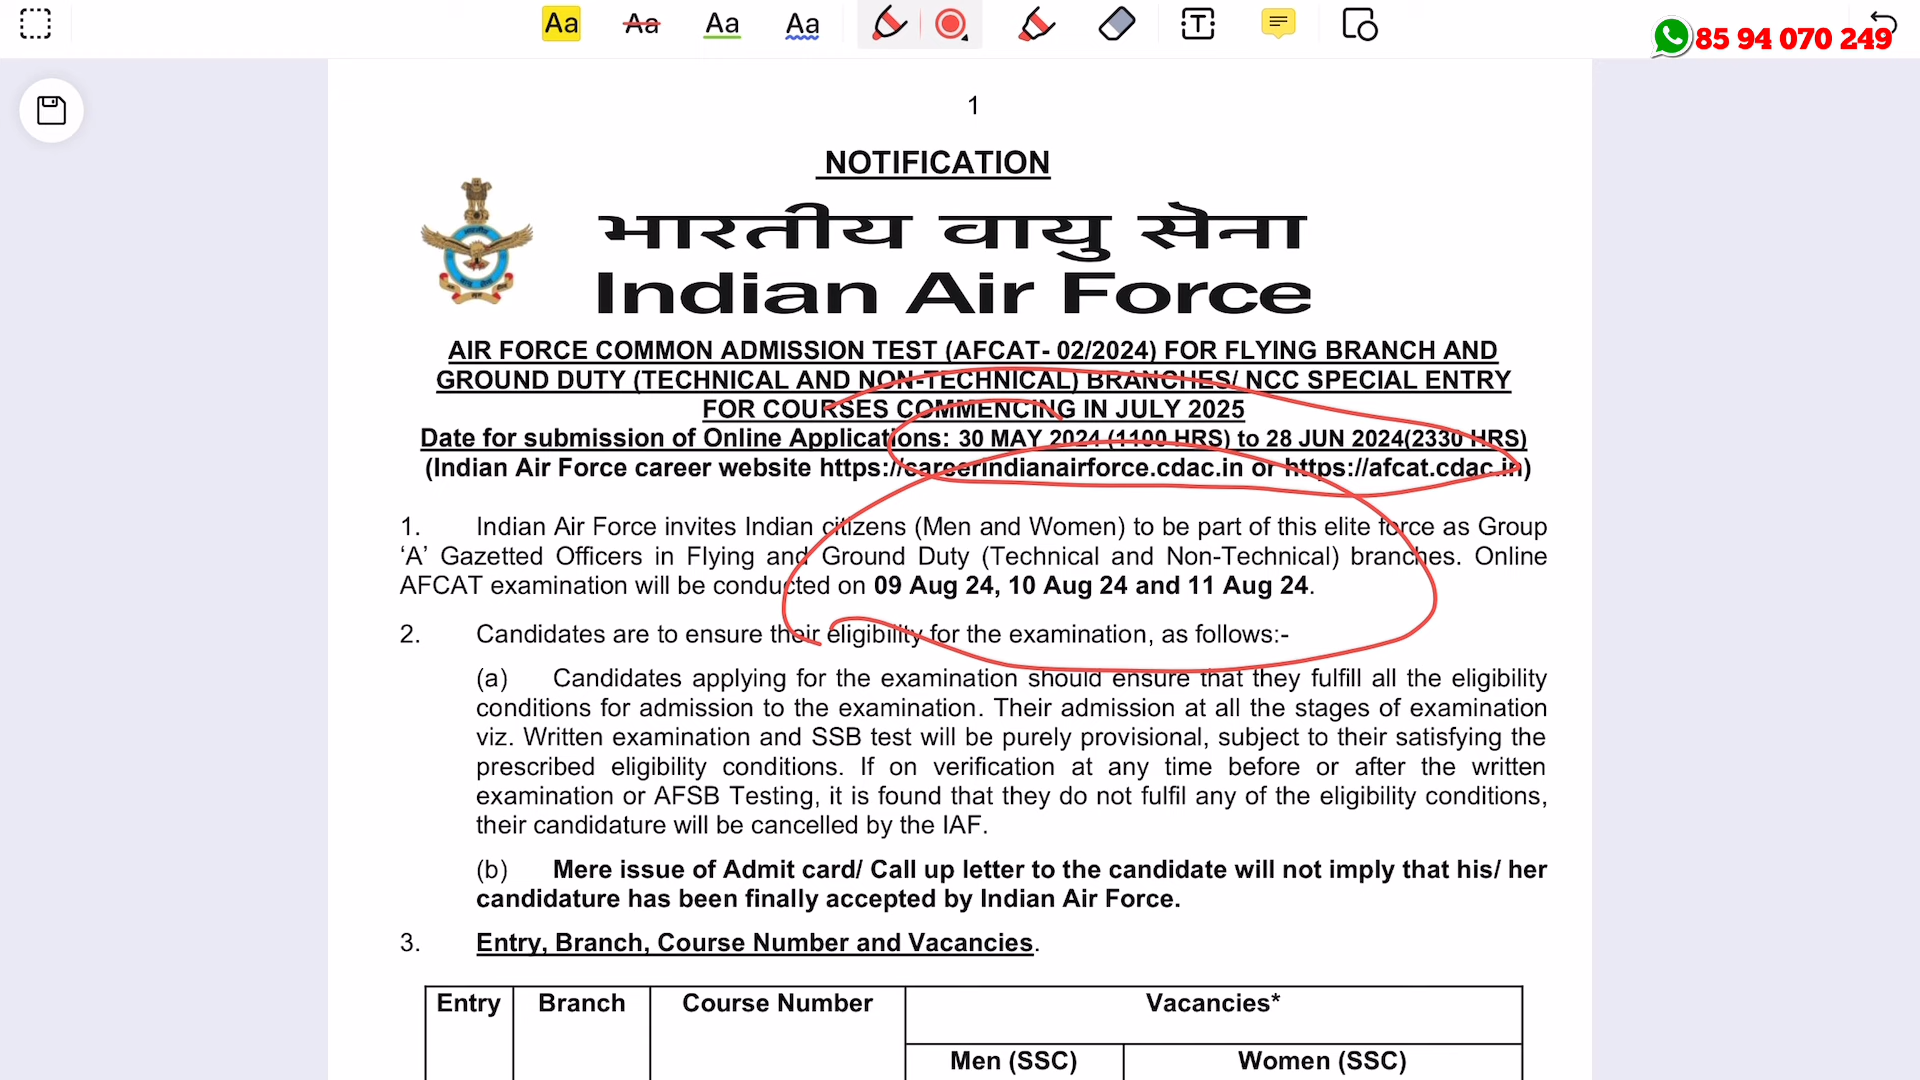 Aa Aa Aa Aa T
85 94 070 249
1
NOTIFICATION
भारतीय वायु सेना
Indian Air Force
AIR FORCE COMMON ADMISSION TEST (AFCAT- 02/2024) FOR FLYING BRANCH AND
GROUND DUTY (TECHNICAL AND NON-TECHNICAL) BRANCHES/ NCC SPECIAL ENTRY
FOR COURSES COMMENCING IN JULY 2025
Date for submission of Online Applications: 30 MAY 2024 (1100 HRS) to 28 JUN 2024(2330 HRS)
(Indian Air Force career website https://careerindianairforce.cdac.in or https://afcat.cdac.in)
1. Indian Air Force invites Indian citizens (Men and Women) to be part of this elite force as Group
‘A’ Gazetted Officers in Flying and Ground Duty (Technical and Non-Technical) branches. Online
AFCAT examination will be conducted on 09 Aug 24, 10 Aug 24 and 11 Aug 24.
2. Candidates are to ensure their eligibility for the examination, as follows:-
(a) Candidates applying for the examination should ensure that they fulfill all the eligibility
conditions for admission to the examination. Their admission at all the stages of examination
viz. Written examination and SSB test will be purely provisional, subject to their satisfying the
prescribed eligibility conditions. If on verification at any time before or after the written
examination or AFSB Testing, it is found that they do not fulfil any of the eligibility conditions,
their candidature will be cancelled by the IAF.
(b) Mere issue of Admit card/ Call up letter to the candidate will not imply that his/ her
candidature has been finally accepted by Indian Air Force.
3. Entry, Branch, Course Number and Vacancies.
Entry Branch Course Number Vacancies*
Men (SSC) Women (SSC)